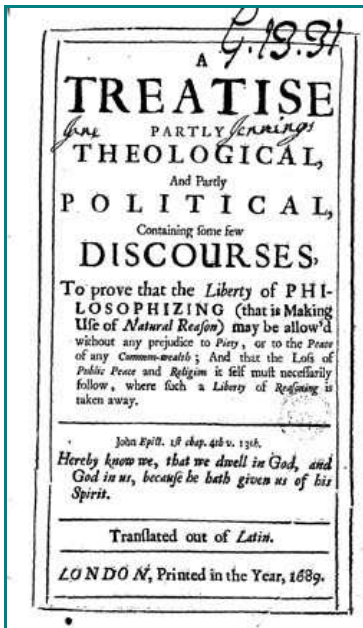 G.13.31
A
TREATISE
June PARTLY Jennings
THEOLOGICAL,
And Partly
POLITICAL,
Containing ſome few
DISCOURSES,
To prove that the Liberty of PHI-
LOSOPHIZING (that is Making
Uſe of Natural Reaſon) may be allow'd
without any prejudice to Piety, or to the Peace
of any Common-wealth; And that the Loſs of
Public Peace and Religion it ſelf muſt neceſſarily
follow, where ſuch a Liberty of Reaſoning is
taken away.
John Epiſt. 1ſt chap. 4th v. 13th.
Hereby know we, that we dwell in God, and
God in us, becauſe he hath given us of his
Spirit.
Tranſlated out of Latin.
LONDON, Printed in the Year, 1689.